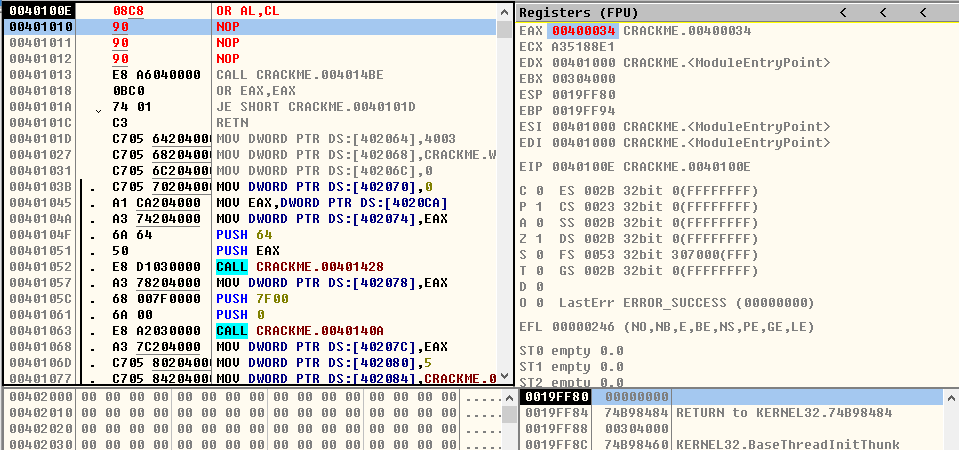 0040100E 08C8 OR AL,CL
00401010 90 NOP
00401011 90 NOP
00401012 90 NOP
00401013 E8 A6040000 CALL CRACKME.004014BE
00401018 0BC0 OR EAX,EAX
0040101A ⌄ 74 01 JE SHORT CRACKME.0040101D
0040101C C3 RETN
0040101D C705 64204000 MOV DWORD PTR DS:[402064],4003
00401027 C705 68204000 MOV DWORD PTR DS:[402068],CRACKME.W
00401031 C705 6C204000 MOV DWORD PTR DS:[40206C],0
0040103B . C705 70204000 MOV DWORD PTR DS:[402070],0
00401045 . A1 CA204000 MOV EAX,DWORD PTR DS:[4020CA]
0040104A . A3 74204000 MOV DWORD PTR DS:[402074],EAX
0040104F . 6A 64 PUSH 64
00401051 . 50 PUSH EAX
00401052 . E8 D1030000 CALL CRACKME.00401428
00401057 . A3 78204000 MOV DWORD PTR DS:[402078],EAX
0040105C . 68 007F0000 PUSH 7F00
00401061 . 6A 00 PUSH 0
00401063 . E8 A2030000 CALL CRACKME.0040140A
00401068 . A3 7C204000 MOV DWORD PTR DS:[40207C],EAX
0040106D . C705 80204000 MOV DWORD PTR DS:[402080],5
00401077 . C705 84204000 MOV DWORD PTR DS:[402084],CRACKME.0
Registers (FPU) < < <
EAX 00400034 CRACKME.00400034
ECX A35188E1
EDX 00401000 CRACKME.<ModuleEntryPoint>
EBX 00304000
ESP 0019FF80
EBP 0019FF94
ESI 00401000 CRACKME.<ModuleEntryPoint>
EDI 00401000 CRACKME.<ModuleEntryPoint>
EIP 0040100E CRACKME.0040100E
C 0 ES 002B 32bit 0(FFFFFFFF)
P 1 CS 0023 32bit 0(FFFFFFFF)
A 0 SS 002B 32bit 0(FFFFFFFF)
Z 1 DS 002B 32bit 0(FFFFFFFF)
S 0 FS 0053 32bit 307000(FFF)
T 0 GS 002B 32bit 0(FFFFFFFF)
D 0
O 0 LastErr ERROR_SUCCESS (00000000)
EFL 00000246 (NO,NB,E,BE,NS,PE,GE,LE)
ST0 empty 0.0
ST1 empty 0.0
ST2 empty 0.0
00402000 00 00 00 00 00 00 00 00 00 00 00 00 00 00 00 00 .....
00402010 00 00 00 00 00 00 00 00 00 00 00 00 00 00 00 00 .....
00402020 00 00 00 00 00 00 00 00 00 00 00 00 00 00 00 00 .....
00402030 00 00 00 00 00 00 00 00 00 00 00 00 00 00 00 00 .....
0019FF80 00000000
0019FF84 74B98484 RETURN to KERNEL32.74B98484
0019FF88 00304000
0019FF8C 74B98460 KERNEL32.BaseThreadInitThunk